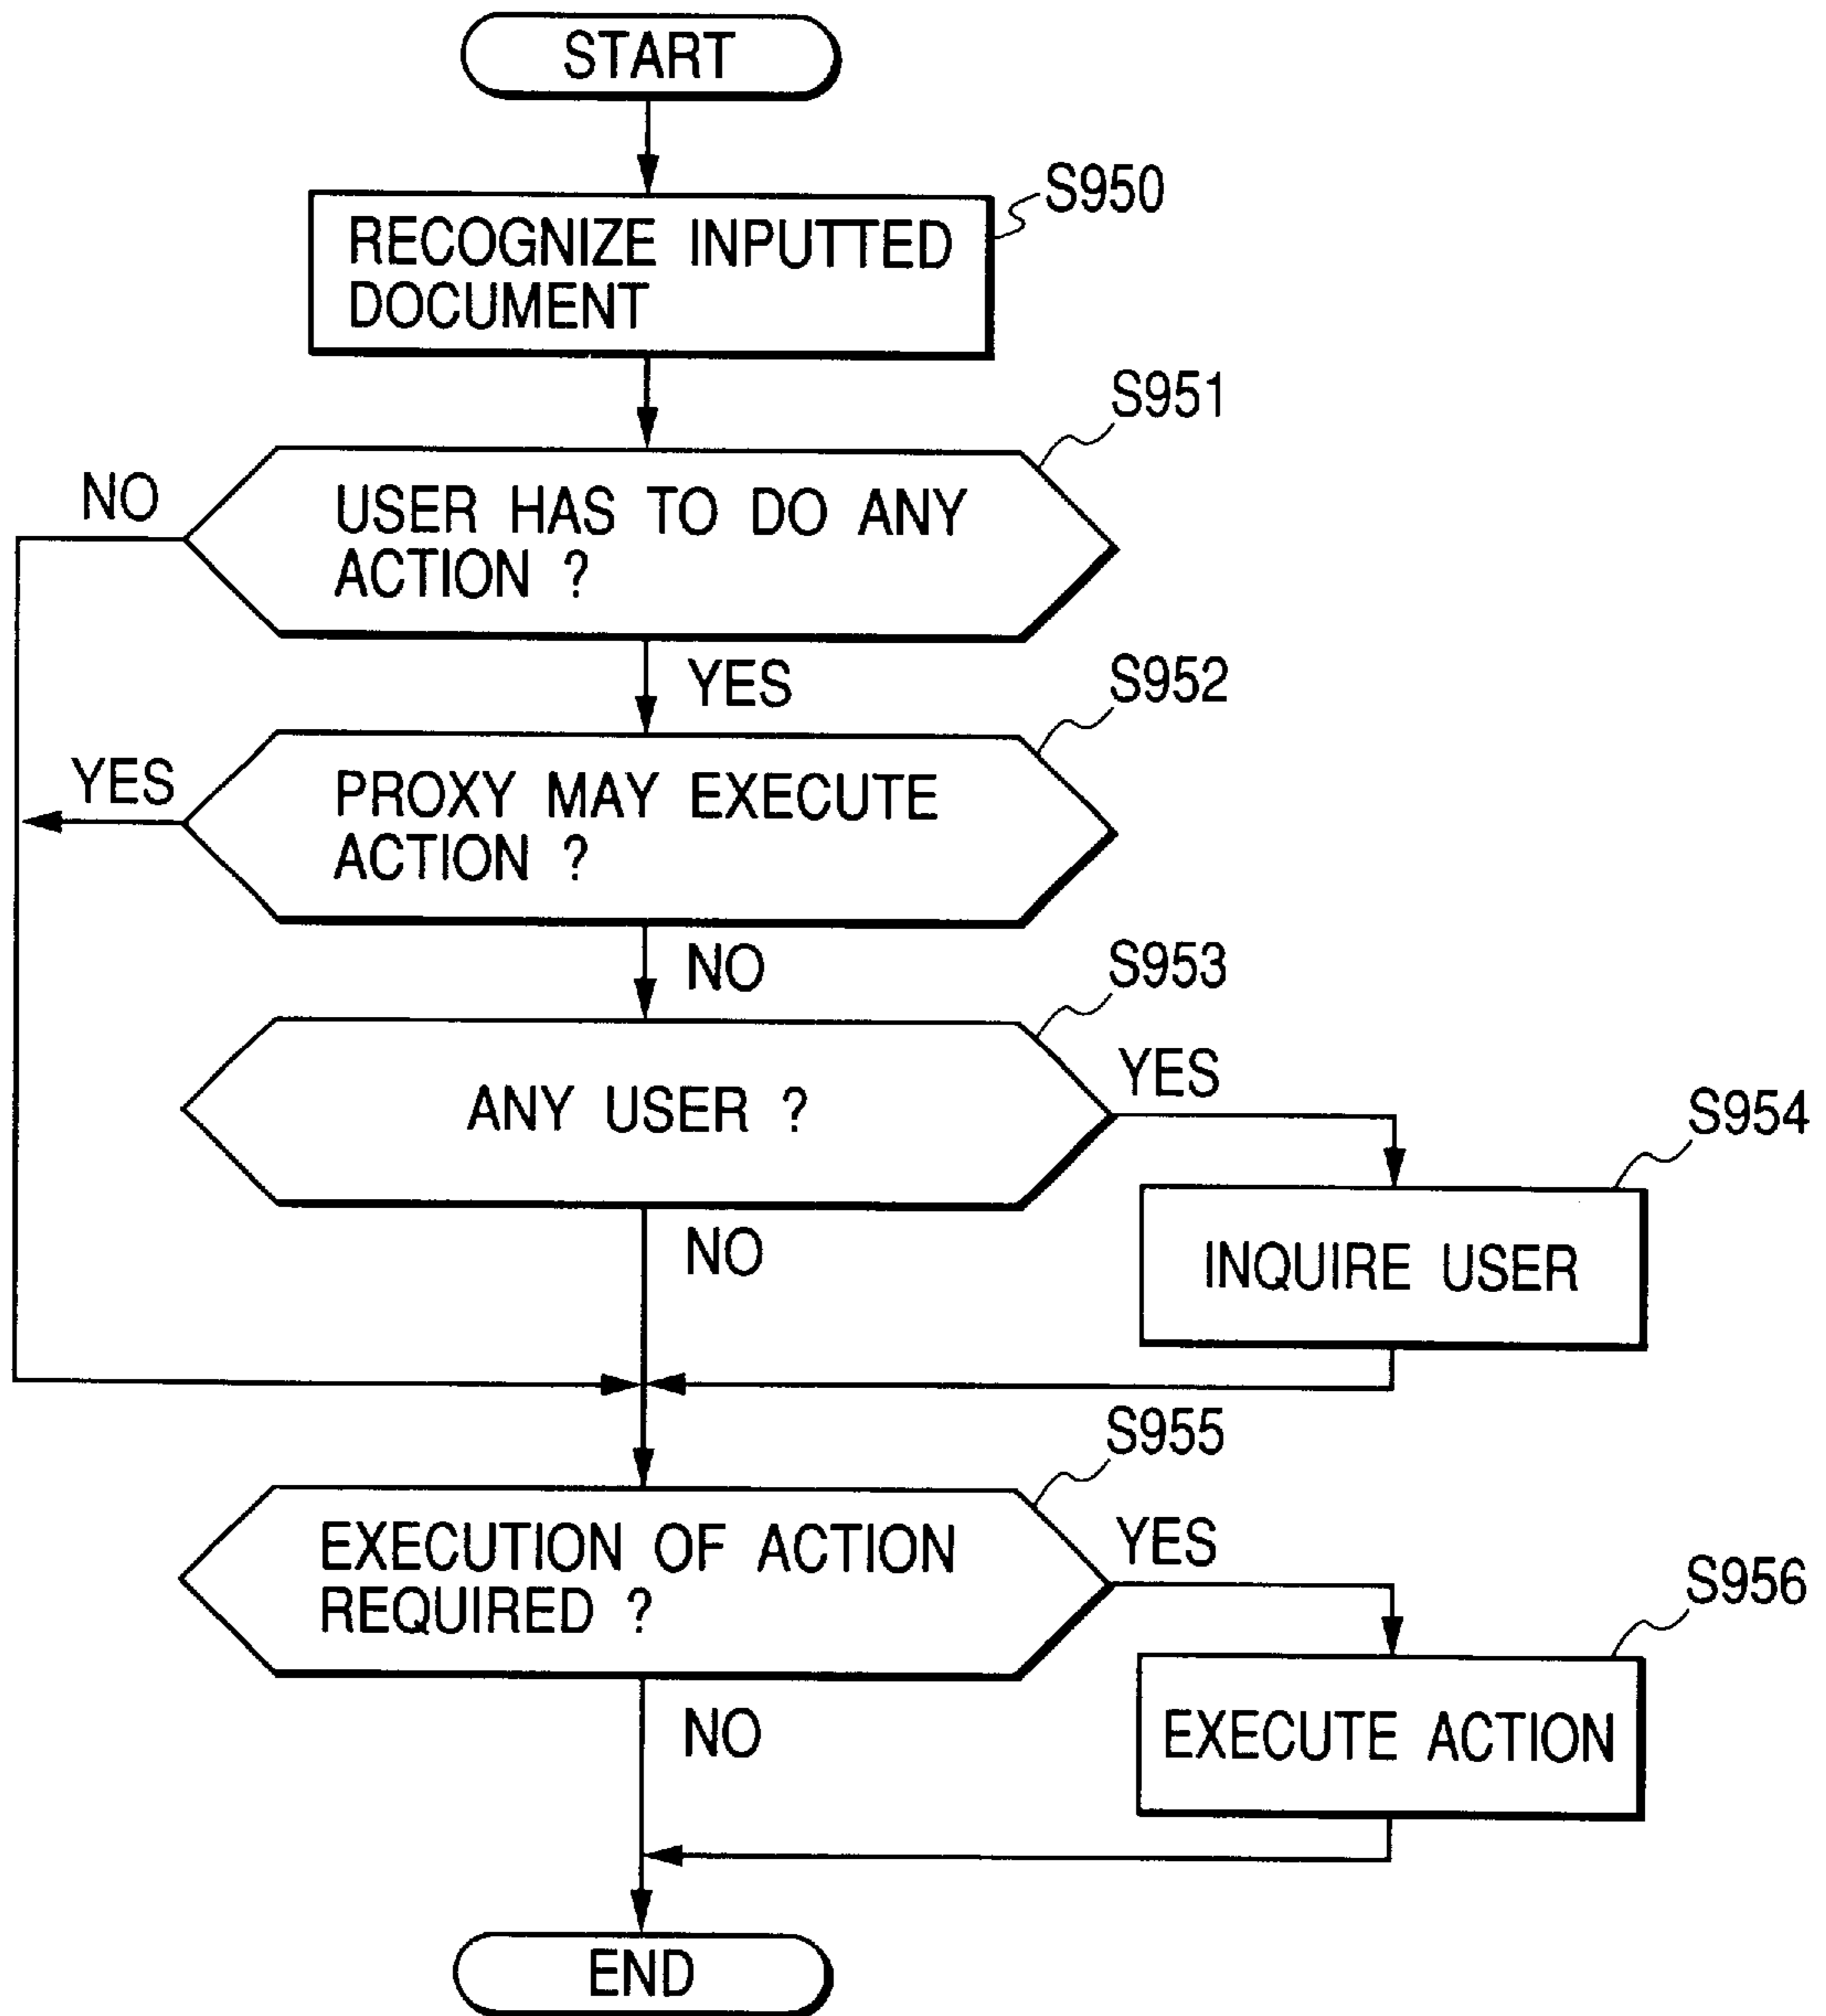 START
RECOGNIZE INPUTTED
DOCUMENT
S950
USER HAS TO DO ANY
ACTION ?
S951
NO
YES
PROXY MAY EXECUTE
ACTION ?
S952
YES
NO
ANY USER ?
S953
YES
NO
INQUIRE USER
S954
EXECUTION OF ACTION
REQUIRED ?
S955
YES
NO
EXECUTE ACTION
S956
END